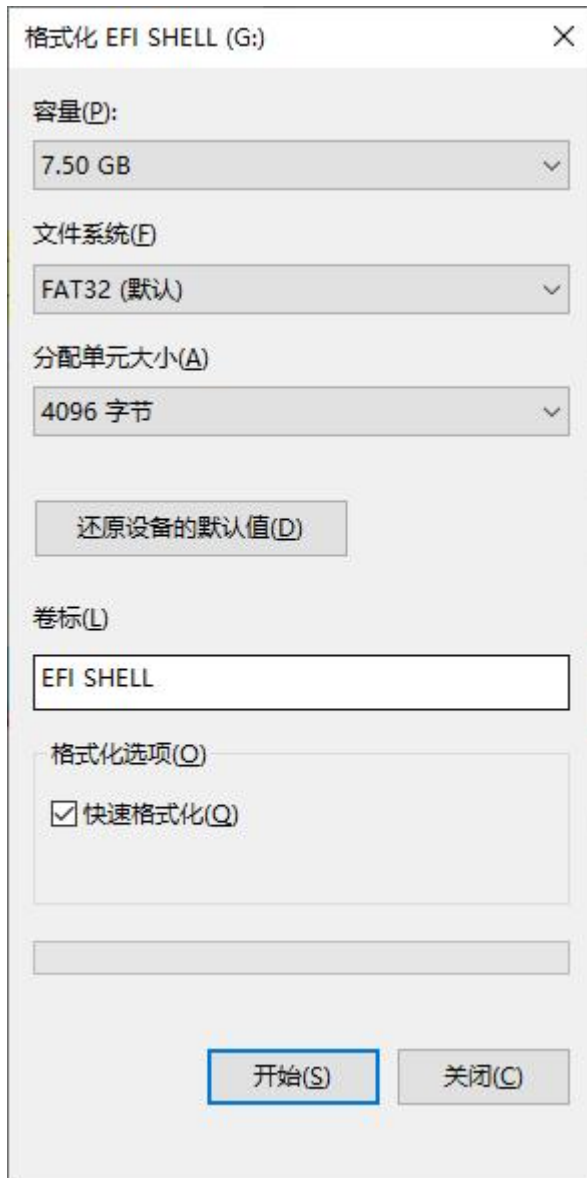 格式化 EFI SHELL (G:)
容量(P):
7.50 GB
文件系统(F)
FAT32 (默认)
分配单元大小(A)
4096 字节
还原设备的默认值(D)
卷标(L)
EFI SHELL
格式化选项(O)
快速格式化(Q)
开始(S)
关闭(C)